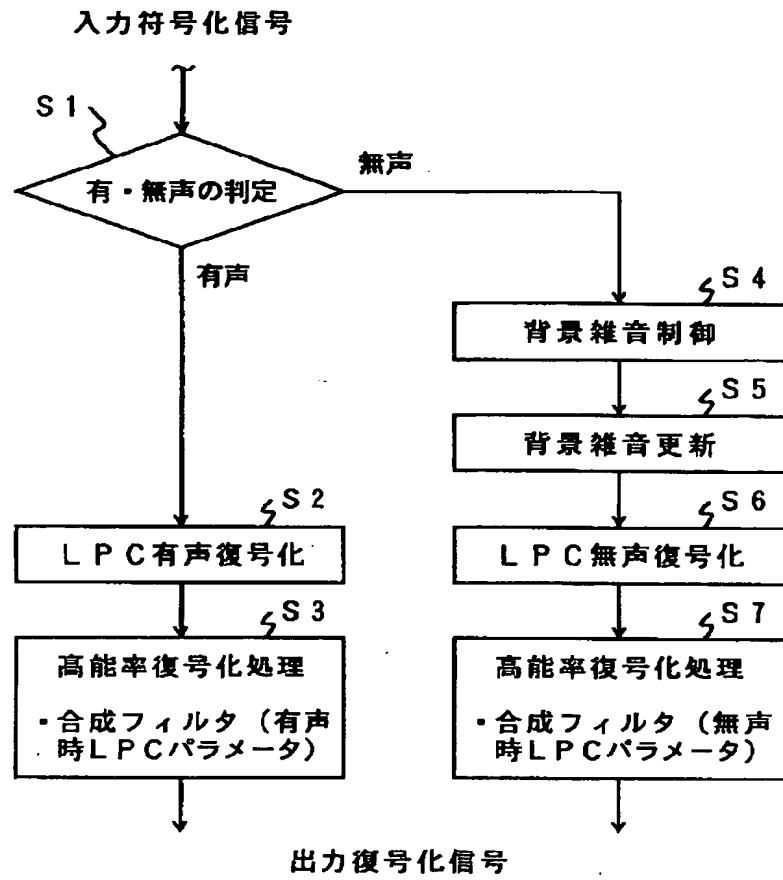 入力符号化信号
S1
有・無声の判定
無声
有声
S4
背景雑音制御
S5
背景雑音更新
S2
LPC有声復号化
S6
LPC無声復号化
S3
高能率復号化処理
・合成フィルタ(有声
時LPCパラメータ)
S7
高能率復号化処理
・合成フィルタ(無声
時LPCパラメータ)
出力復号化信号